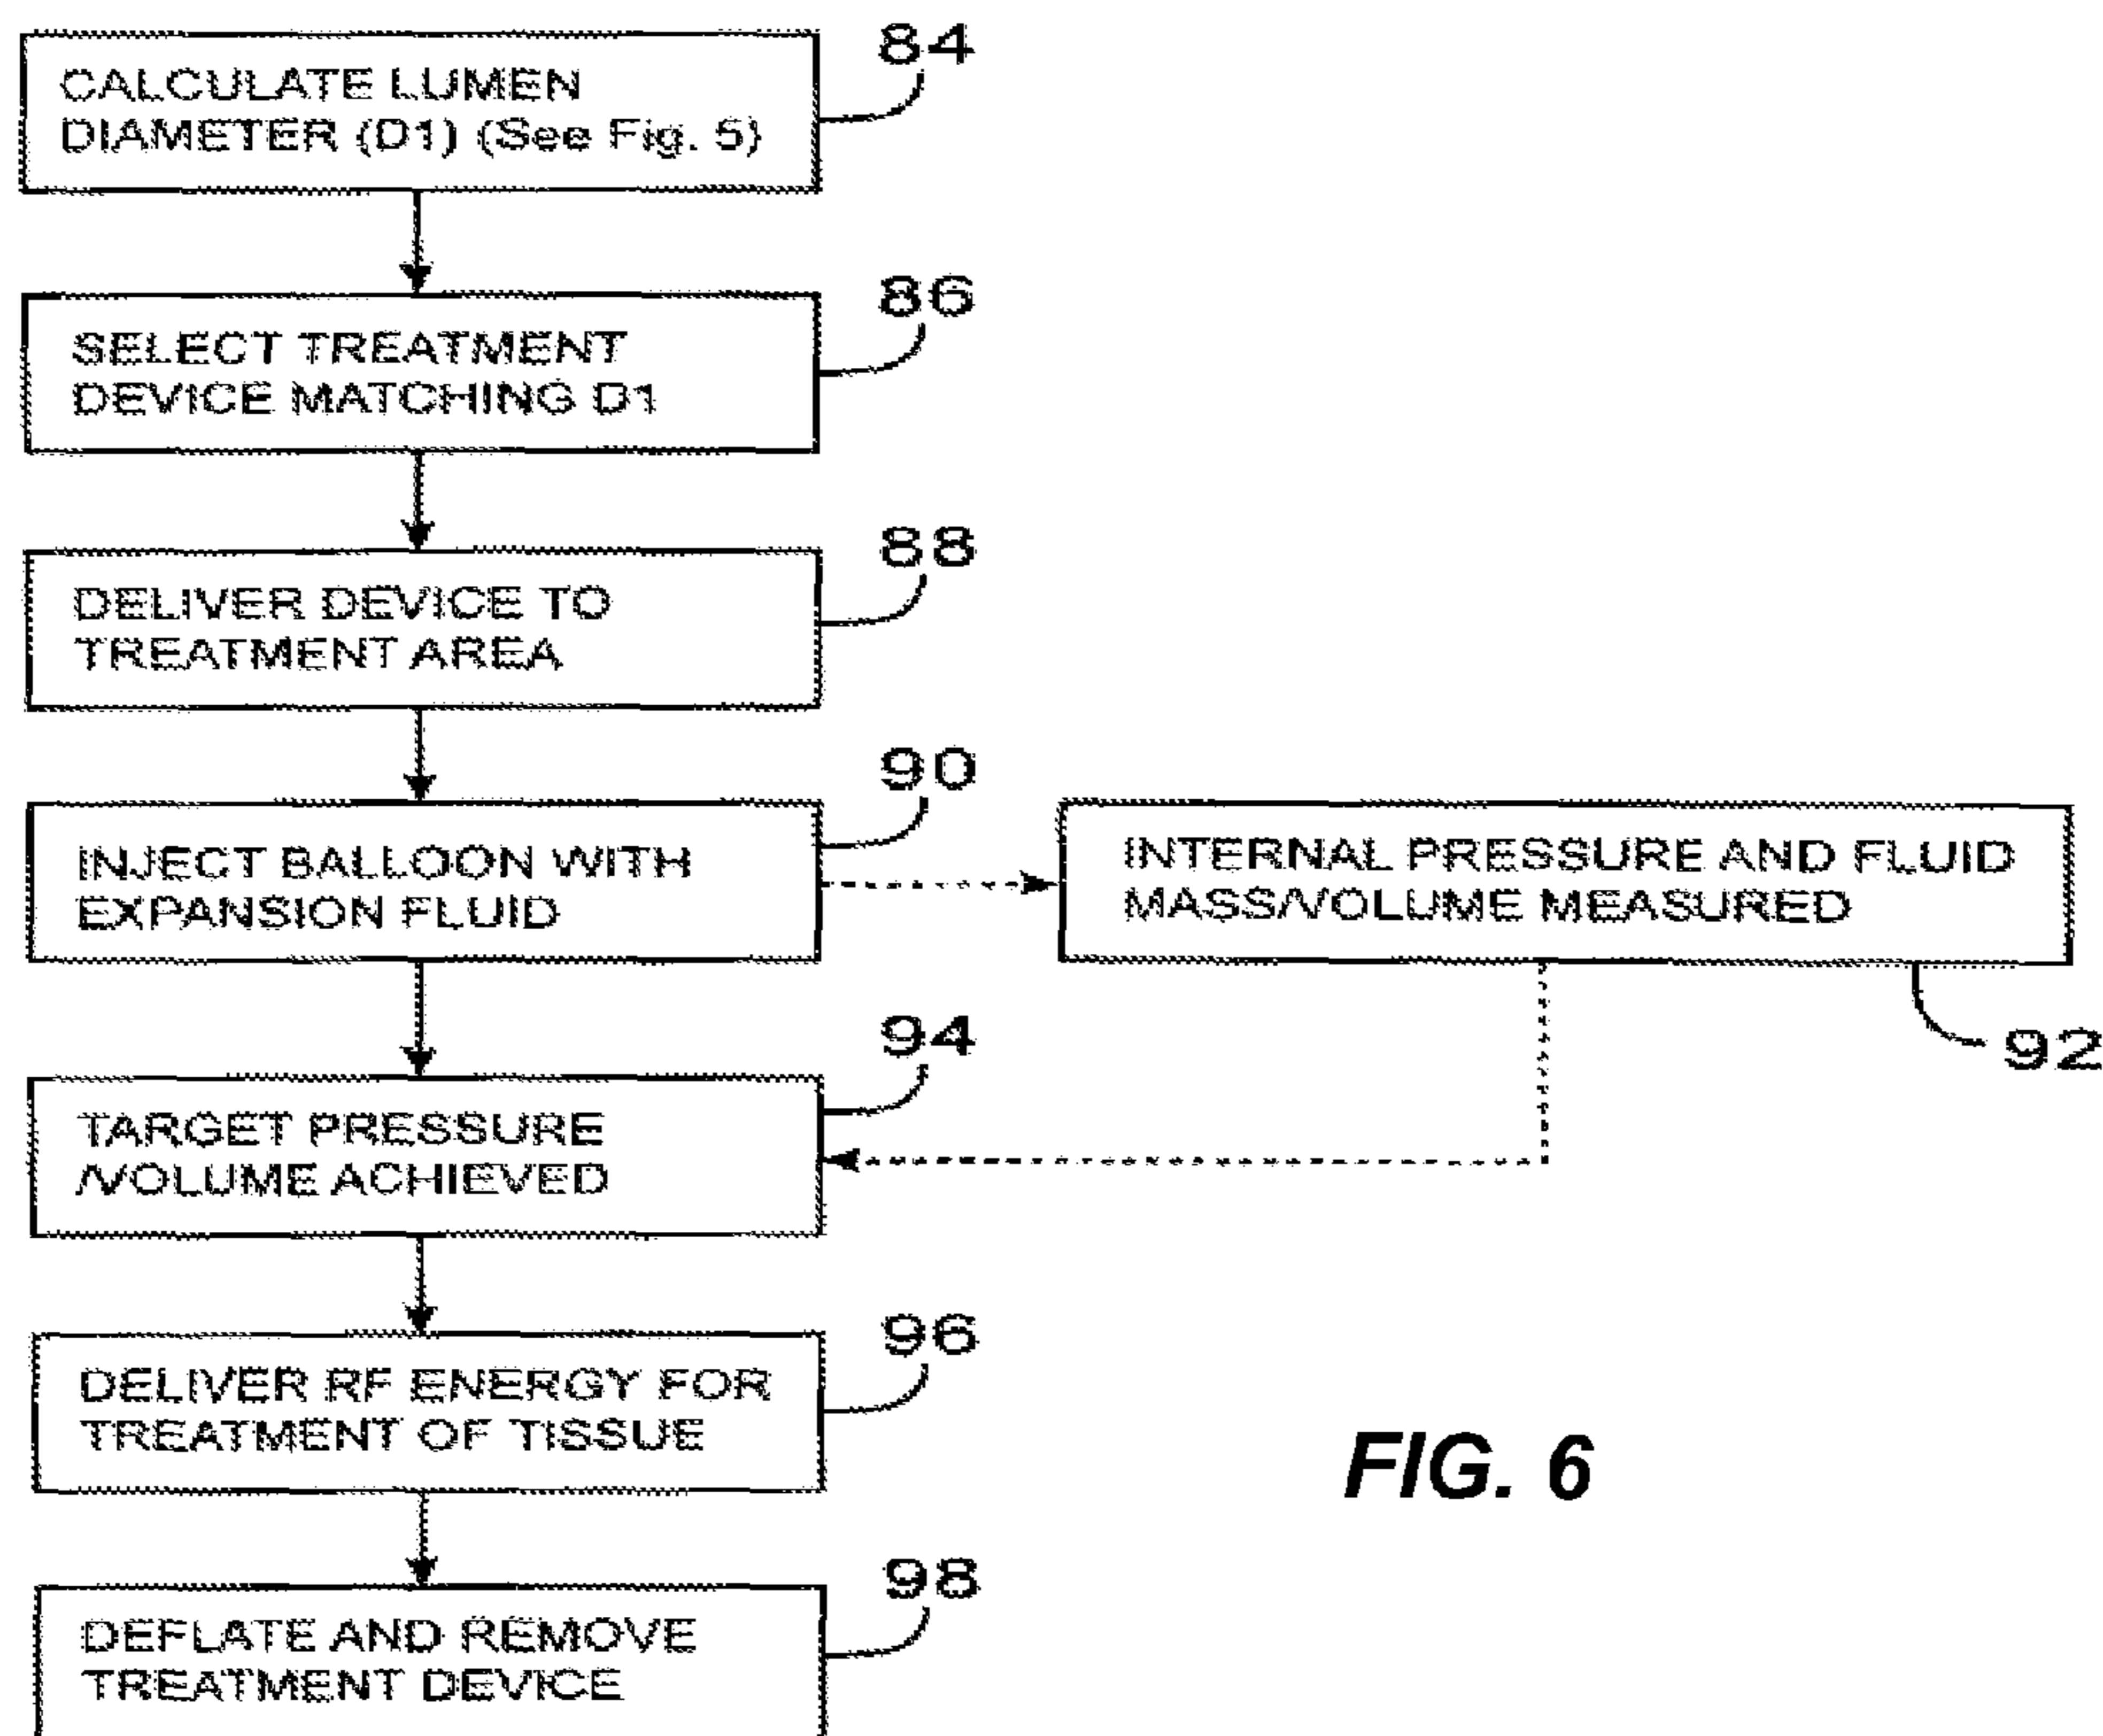 84
CALCULATE LUMEN
DIAMETER (D1) (See Fig. 5)
86
SELECT TREATMENT
DEVICE MATCHING D1
88
DELIVER DEVICE TO
TREATMENT AREA
90
INJECT BALLOON WITH
EXPANSION FLUID
INTERNAL PRESSURE AND FLUID
MASS/VOLUME MEASURED
92
94
TARGET PRESSURE
/VOLUME ACHIEVED
96
DELIVER RF ENERGY FOR
TREATMENT OF TISSUE
FIG. 6
98
DEFLATE AND REMOVE
TREATMENT DEVICE